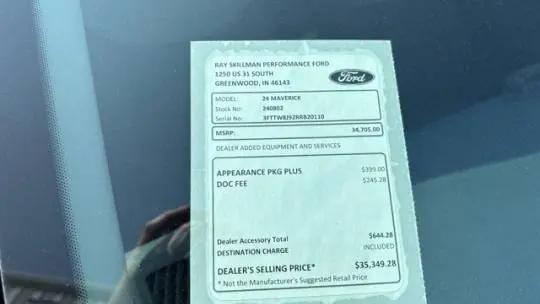 RAY SKILLMAN PERFORMANCE FORD
1250 US 31 SOUTH
GREENWOOD, IN 46143
Ford
MODEL: 24 MAVERICK
Stock No: 240802
Serial No: 3FTTW8J92RRB20110
MSRP: 34,705.00
DEALER ADDED EQUIPMENT AND SERVICES
APPEARANCE PKG PLUS $399.00
DOC FEE $245.28
Dealer Accessory Total $644.28
DESTINATION CHARGE INCLUDED
DEALER'S SELLING PRICE* $35,349.28
* Not the Manufacturer's Suggested Retail Price